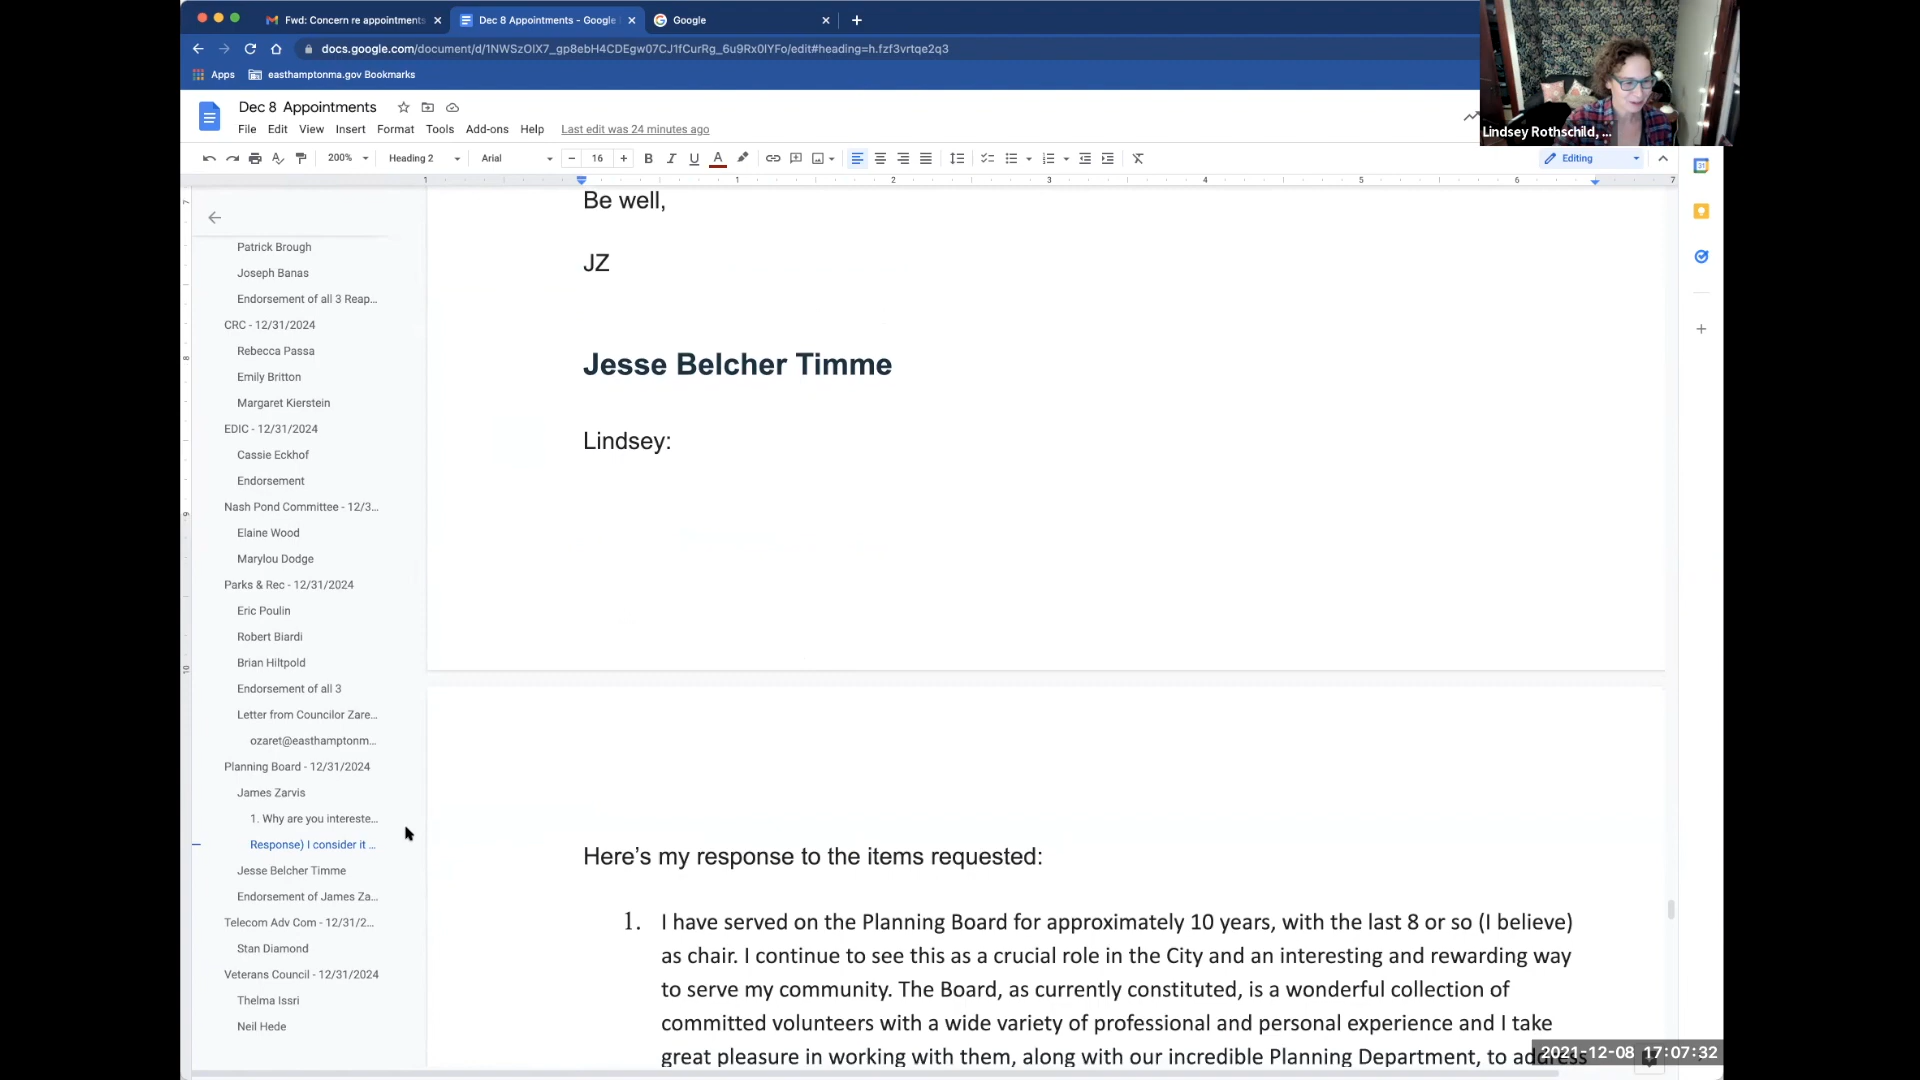 Fwd: Concern re appointments
Dec 8 Appointments - Google
Google
docs.google.com/document/d/1NWSzOIX7_gp8ebH4CDEgw07CJ1fCurRg_6u9Rx0IYFo/edit#heading=h.fzf3vrtqe2q3
Apps
easthamptonma.gov Bookmarks
Lindsey Rothschild, ...
Dec 8 Appointments
File Edit View Insert Format Tools Add-ons Help Last edit was 24 minutes ago
200% Heading 2 Arial 16 B I U A Editing
1 1 2 3 4 5 6 7
Patrick Brough
Joseph Banas
Endorsement of all 3 Reap...
CRC - 12/31/2024
Rebecca Passa
Emily Britton
Margaret Kierstein
EDIC - 12/31/2024
Cassie Eckhof
Endorsement
Nash Pond Committee - 12/3...
Elaine Wood
Marylou Dodge
Parks & Rec - 12/31/2024
Eric Poulin
Robert Biardi
Brian Hiltpold
Endorsement of all 3
Letter from Councilor Zare...
ozaret@easthamptonm...
Planning Board - 12/31/2024
James Zarvis
1. Why are you intereste...
Response) I consider it ...
Jesse Belcher Timme
Endorsement of James Za...
Telecom Adv Com - 12/31/2...
Stan Diamond
Veterans Council - 12/31/2024
Thelma Issri
Neil Hede
7
8
9
10
Be well,
JZ
Jesse Belcher Timme
Lindsey:
Here’s my response to the items requested:
1. I have served on the Planning Board for approximately 10 years, with the last 8 or so (I believe)
as chair. I continue to see this as a crucial role in the City and an interesting and rewarding way
to serve my community. The Board, as currently constituted, is a wonderful collection of
committed volunteers with a wide variety of professional and personal experience and I take
great pleasure in working with them, along with our incredible Planning Department, to address
2021-12-08 17:07:32